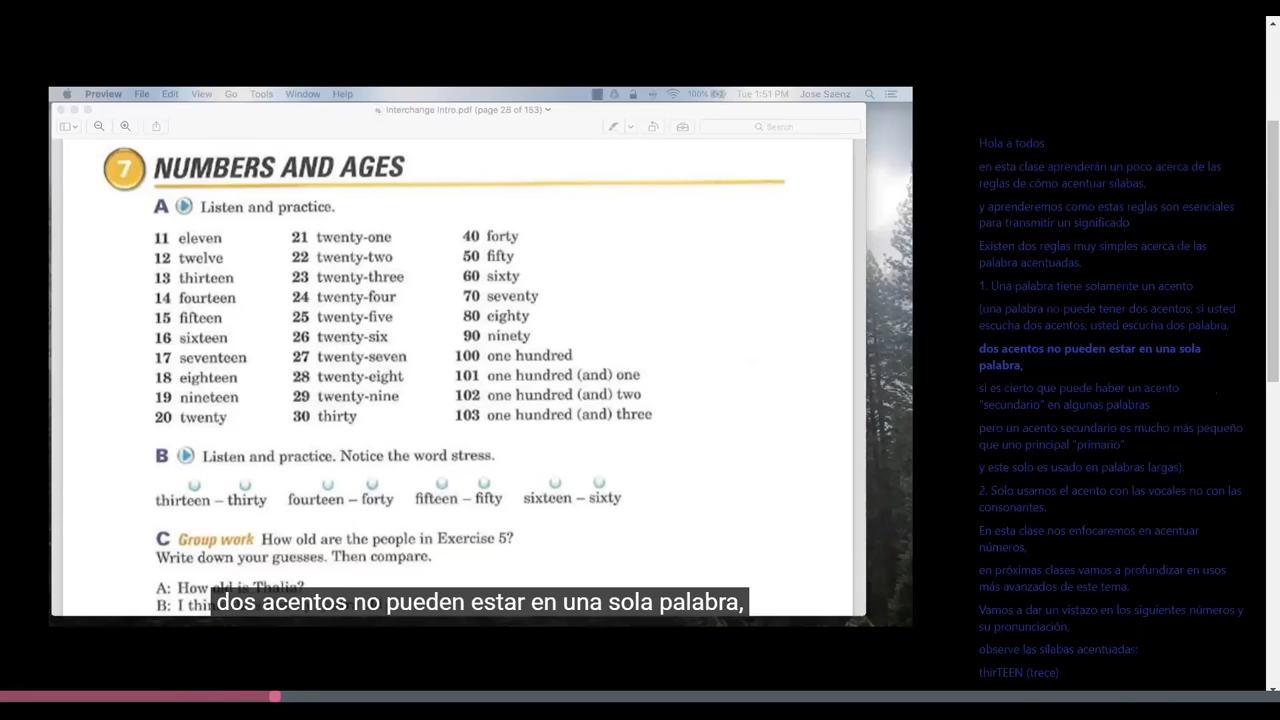 Preview File Edit View Go Tools Window Help 100% Tue 1:51 PM Jose Saenz
Interchange Intro.pdf (page 28 of 153)
Search
7 NUMBERS AND AGES
A Listen and practice.
11 eleven 21 twenty-one 40 forty
12 twelve 22 twenty-two 50 fifty
13 thirteen 23 twenty-three 60 sixty
14 fourteen 24 twenty-four 70 seventy
15 fifteen 25 twenty-five 80 eighty
16 sixteen 26 twenty-six 90 ninety
17 seventeen 27 twenty-seven 100 one hundred
18 eighteen 28 twenty-eight 101 one hundred (and) one
19 nineteen 29 twenty-nine 102 one hundred (and) two
20 twenty 30 thirty 103 one hundred (and) three
B Listen and practice. Notice the word stress.
thirteen – thirty fourteen – forty fifteen – fifty sixteen – sixty
C Group work How old are the people in Exercise 5?
Write down your guesses. Then compare.
A: How old is Thalia?
B: I
dos acentos no pueden estar en una sola palabra,
Hola a todos
en esta clase aprenderán un poco acerca de las
reglas de cómo acentuar sílabas,
y aprenderemos como estas reglas son esenciales
para transmitir un significado
Existen dos reglas muy simples acerca de las
palabra acentuadas.
1. Una palabra tiene solamente un acento
(una palabra no puede tener dos acentos, si usted
escucha dos acentos, usted escucha dos palabra,
dos acentos no pueden estar en una sola
palabra,
si es cierto que puede haber un acento
"secundario" en algunas palabras
pero un acento secundario es mucho más pequeño
que uno principal "primario"
y este solo es usado en palabras largas).
2. Solo usamos el acento con las vocales no con las
consonantes.
En esta clase nos enfocaremos en acentuar
números,
en próximas clases vamos a profundizar en usos
más avanzados de este tema.
Vamos a dar un vistazo en los siguientes números y
su pronunciación,
observe las sílabas acentuadas:
thirTEEN (trece)